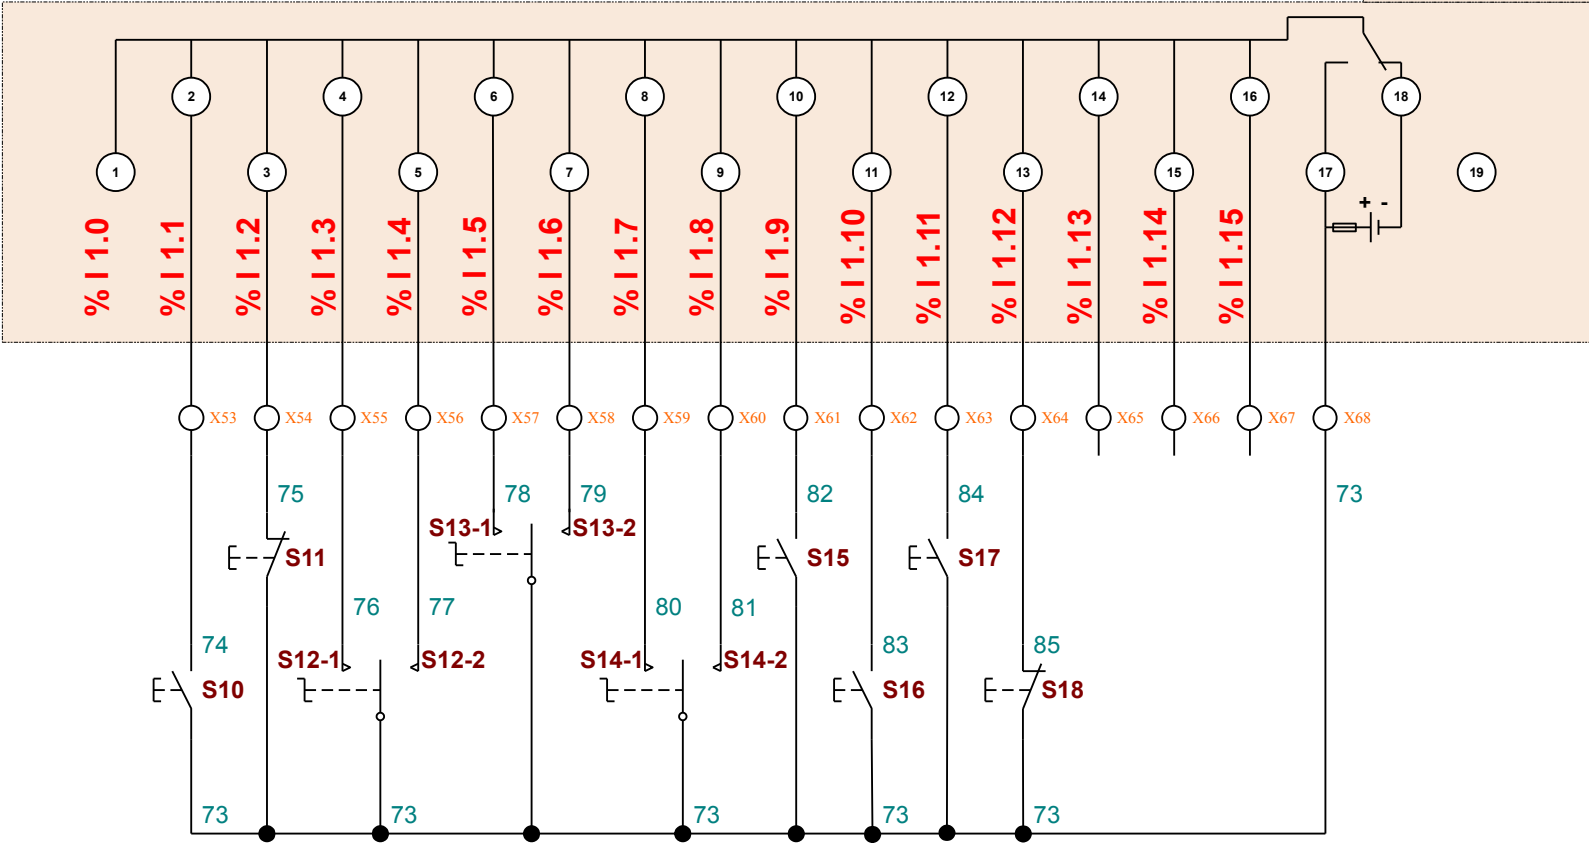 2 4 6 8 10 12 14 16 18
1 3 5 7 9 11 13 15 17 19
+ -
% I 1.0
% I 1.1
% I 1.2
% I 1.3
% I 1.4
% I 1.5
% I 1.6
% I 1.7
% I 1.8
% I 1.9
% I 1.10
% I 1.11
% I 1.12
% I 1.13
% I 1.14
% I 1.15
X53 X54 X55 X56 X57 X58 X59 X60 X61 X62 X63 X64 X65 X66 X67 X68
75 78 79 82 84 73
S13-1 S13-2
S11 S15 S17
76 77 80 81
74 83 85
S12-1 S12-2 S14-1 S14-2
S10 S16 S18
73 73 73 73 73